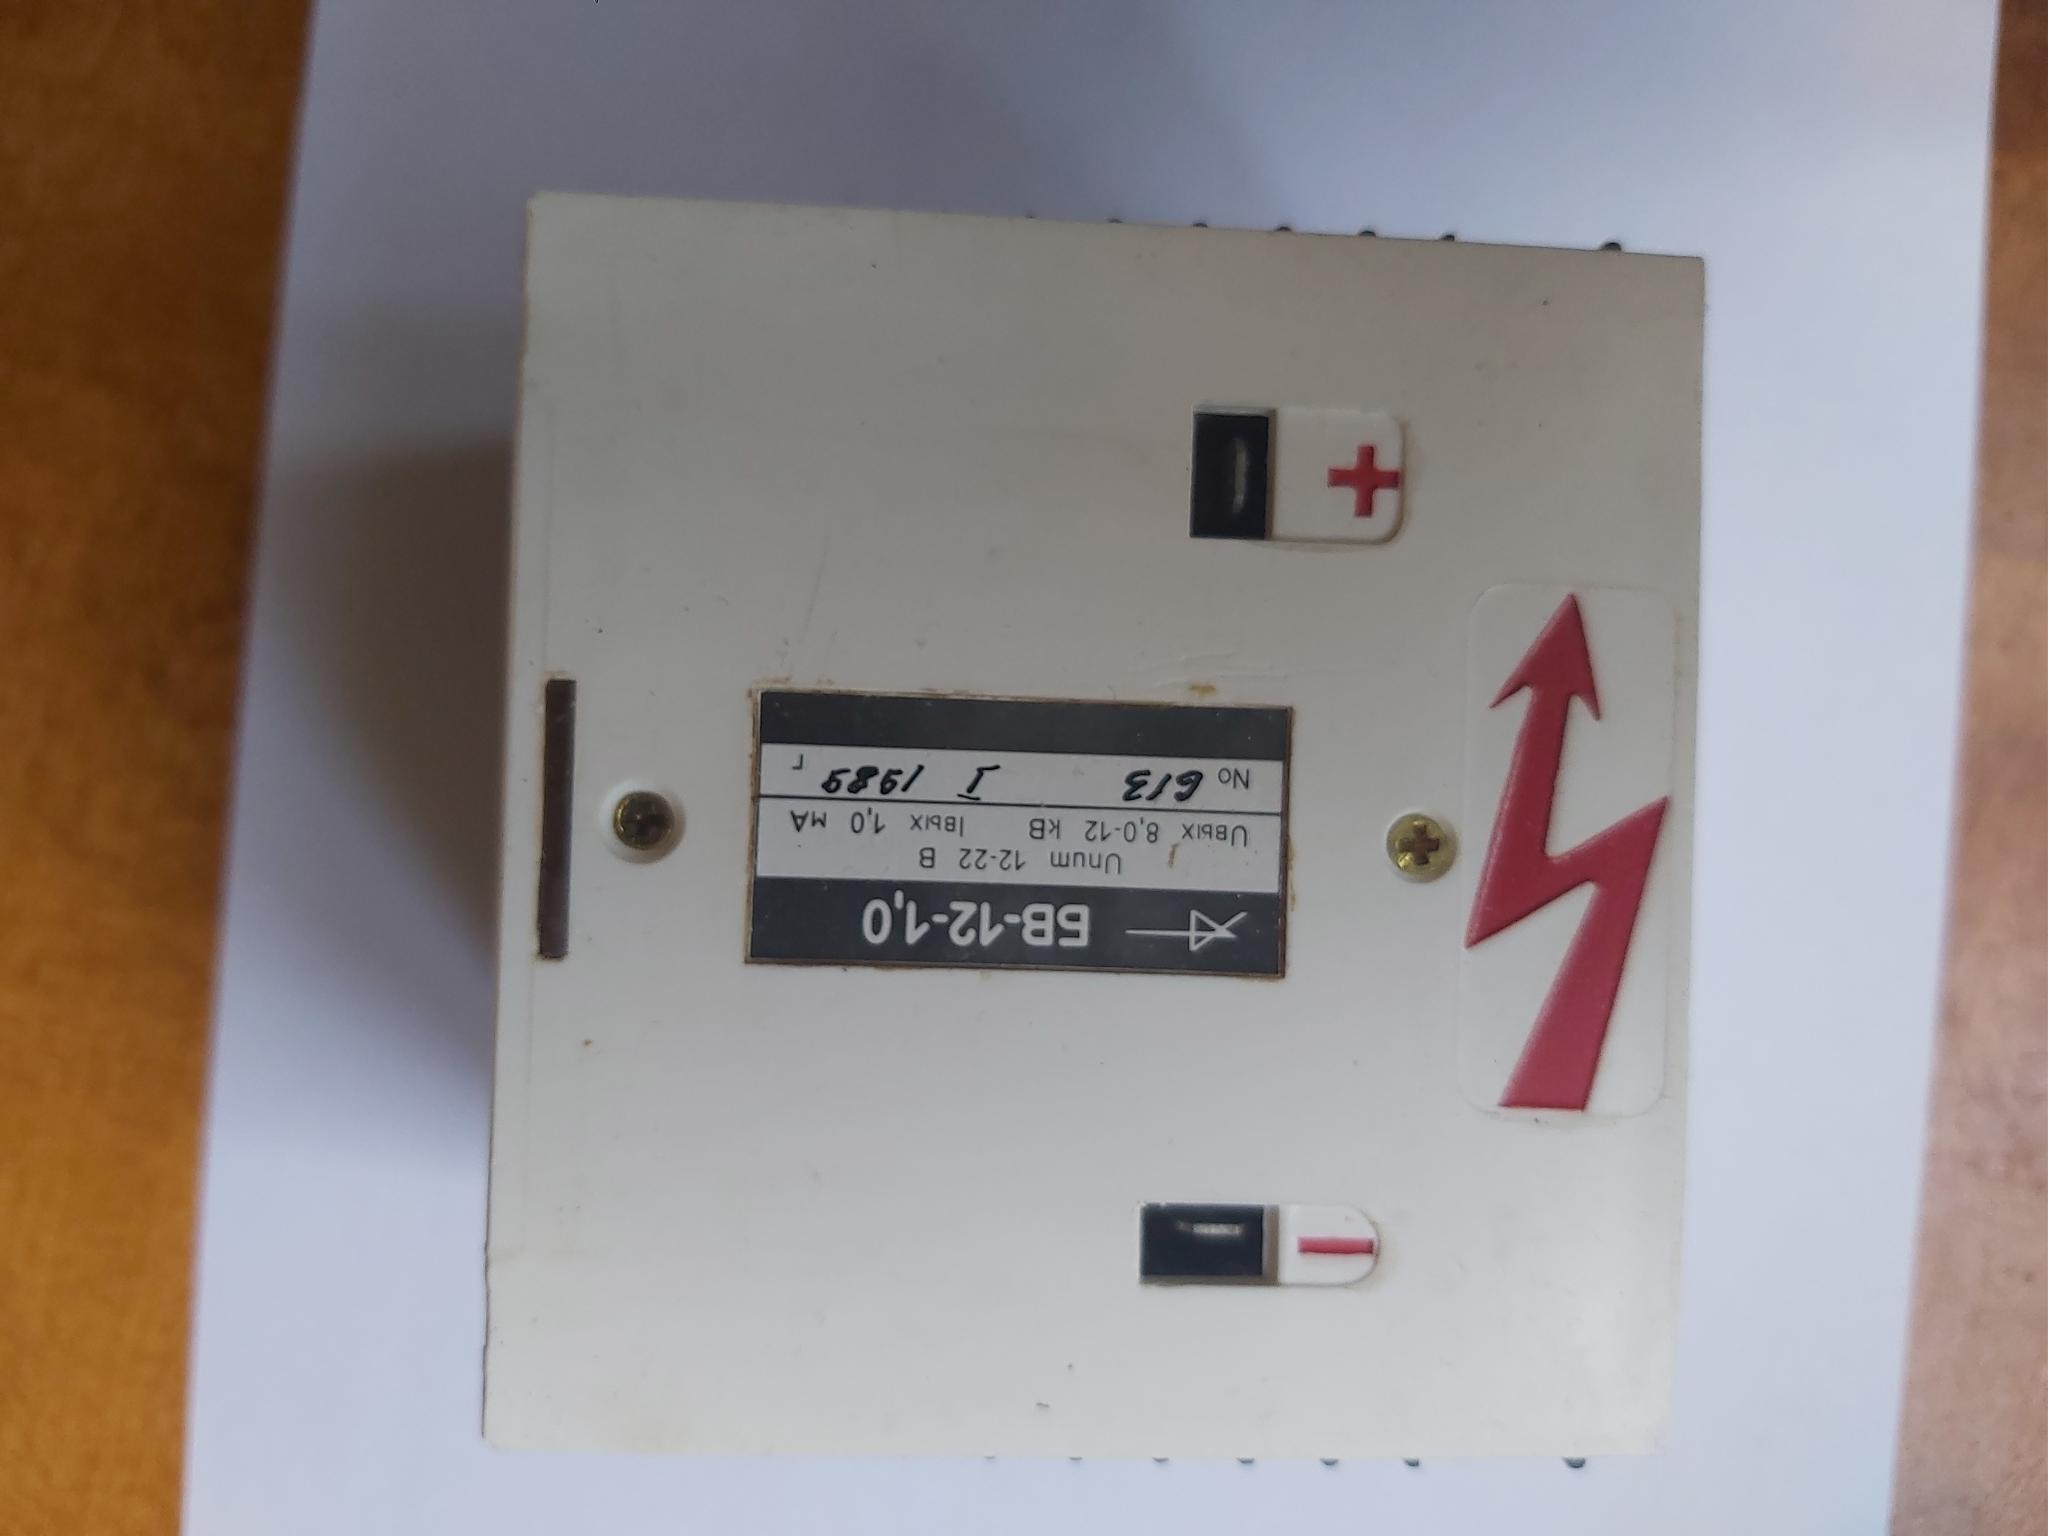 БВ-12-1,0
Uпит 12-22 В
Uвых 8,0-12 кВ Iвых 1,0 мА
No 613 I 1989 г
+
−